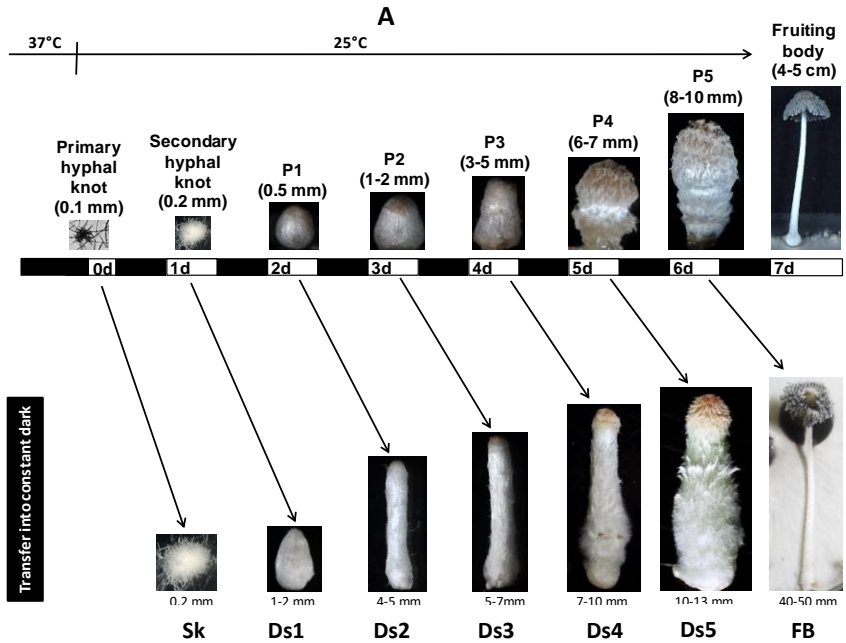 A
37°C
25°C
Primary
hyphal
knot
(0.1 mm)
Secondary
hyphal
knot
(0.2 mm)
P1
(0.5 mm)
P2
(1-2 mm)
P3
(3-5 mm)
P4
(6-7 mm)
P5
(8-10 mm)
Fruiting
body
(4-5 cm)
0d 1d 2d 3d 4d 5d 6d 7d
Transfer into constant dark
0.2 mm 1-2 mm 4-5 mm 5-7mm 7-10 mm 10-13 mm 40-50 mm
Sk Ds1 Ds2 Ds3 Ds4 Ds5 FB